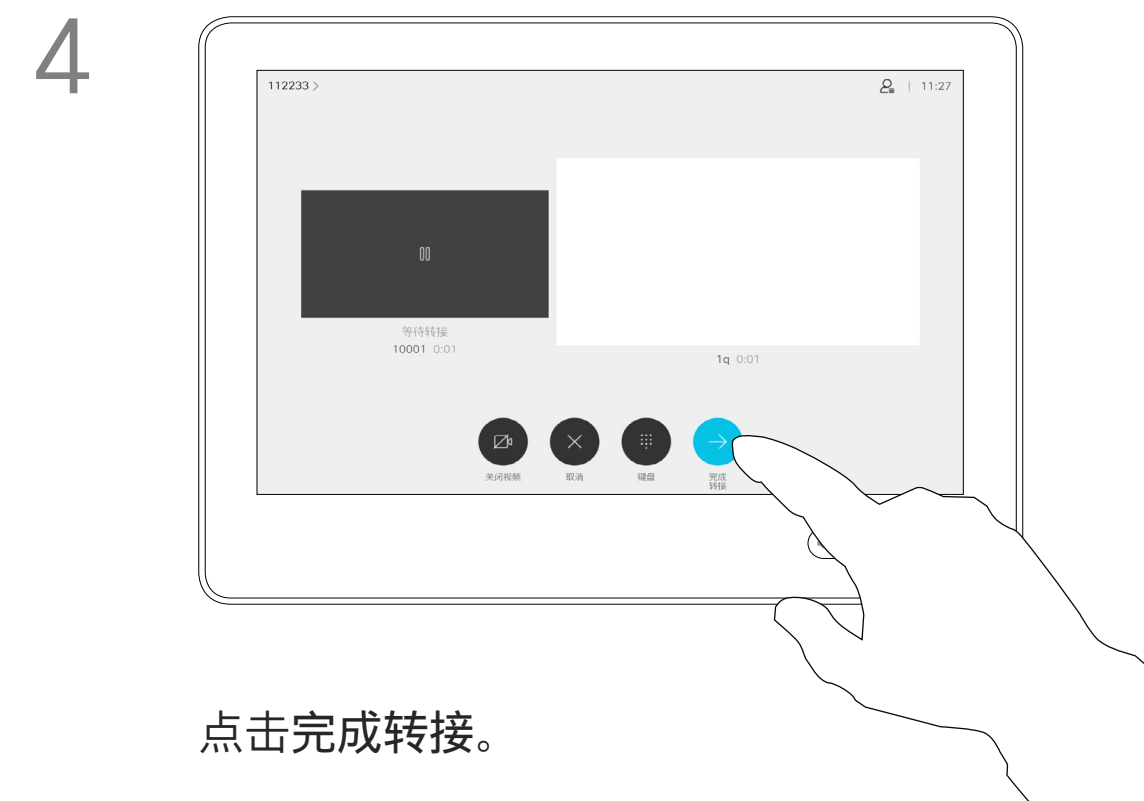 4
112233 >
11:27
等待转接
10001 0:01
1q 0:01
关闭视频
取消
键盘
完成
转接
点击完成转接。